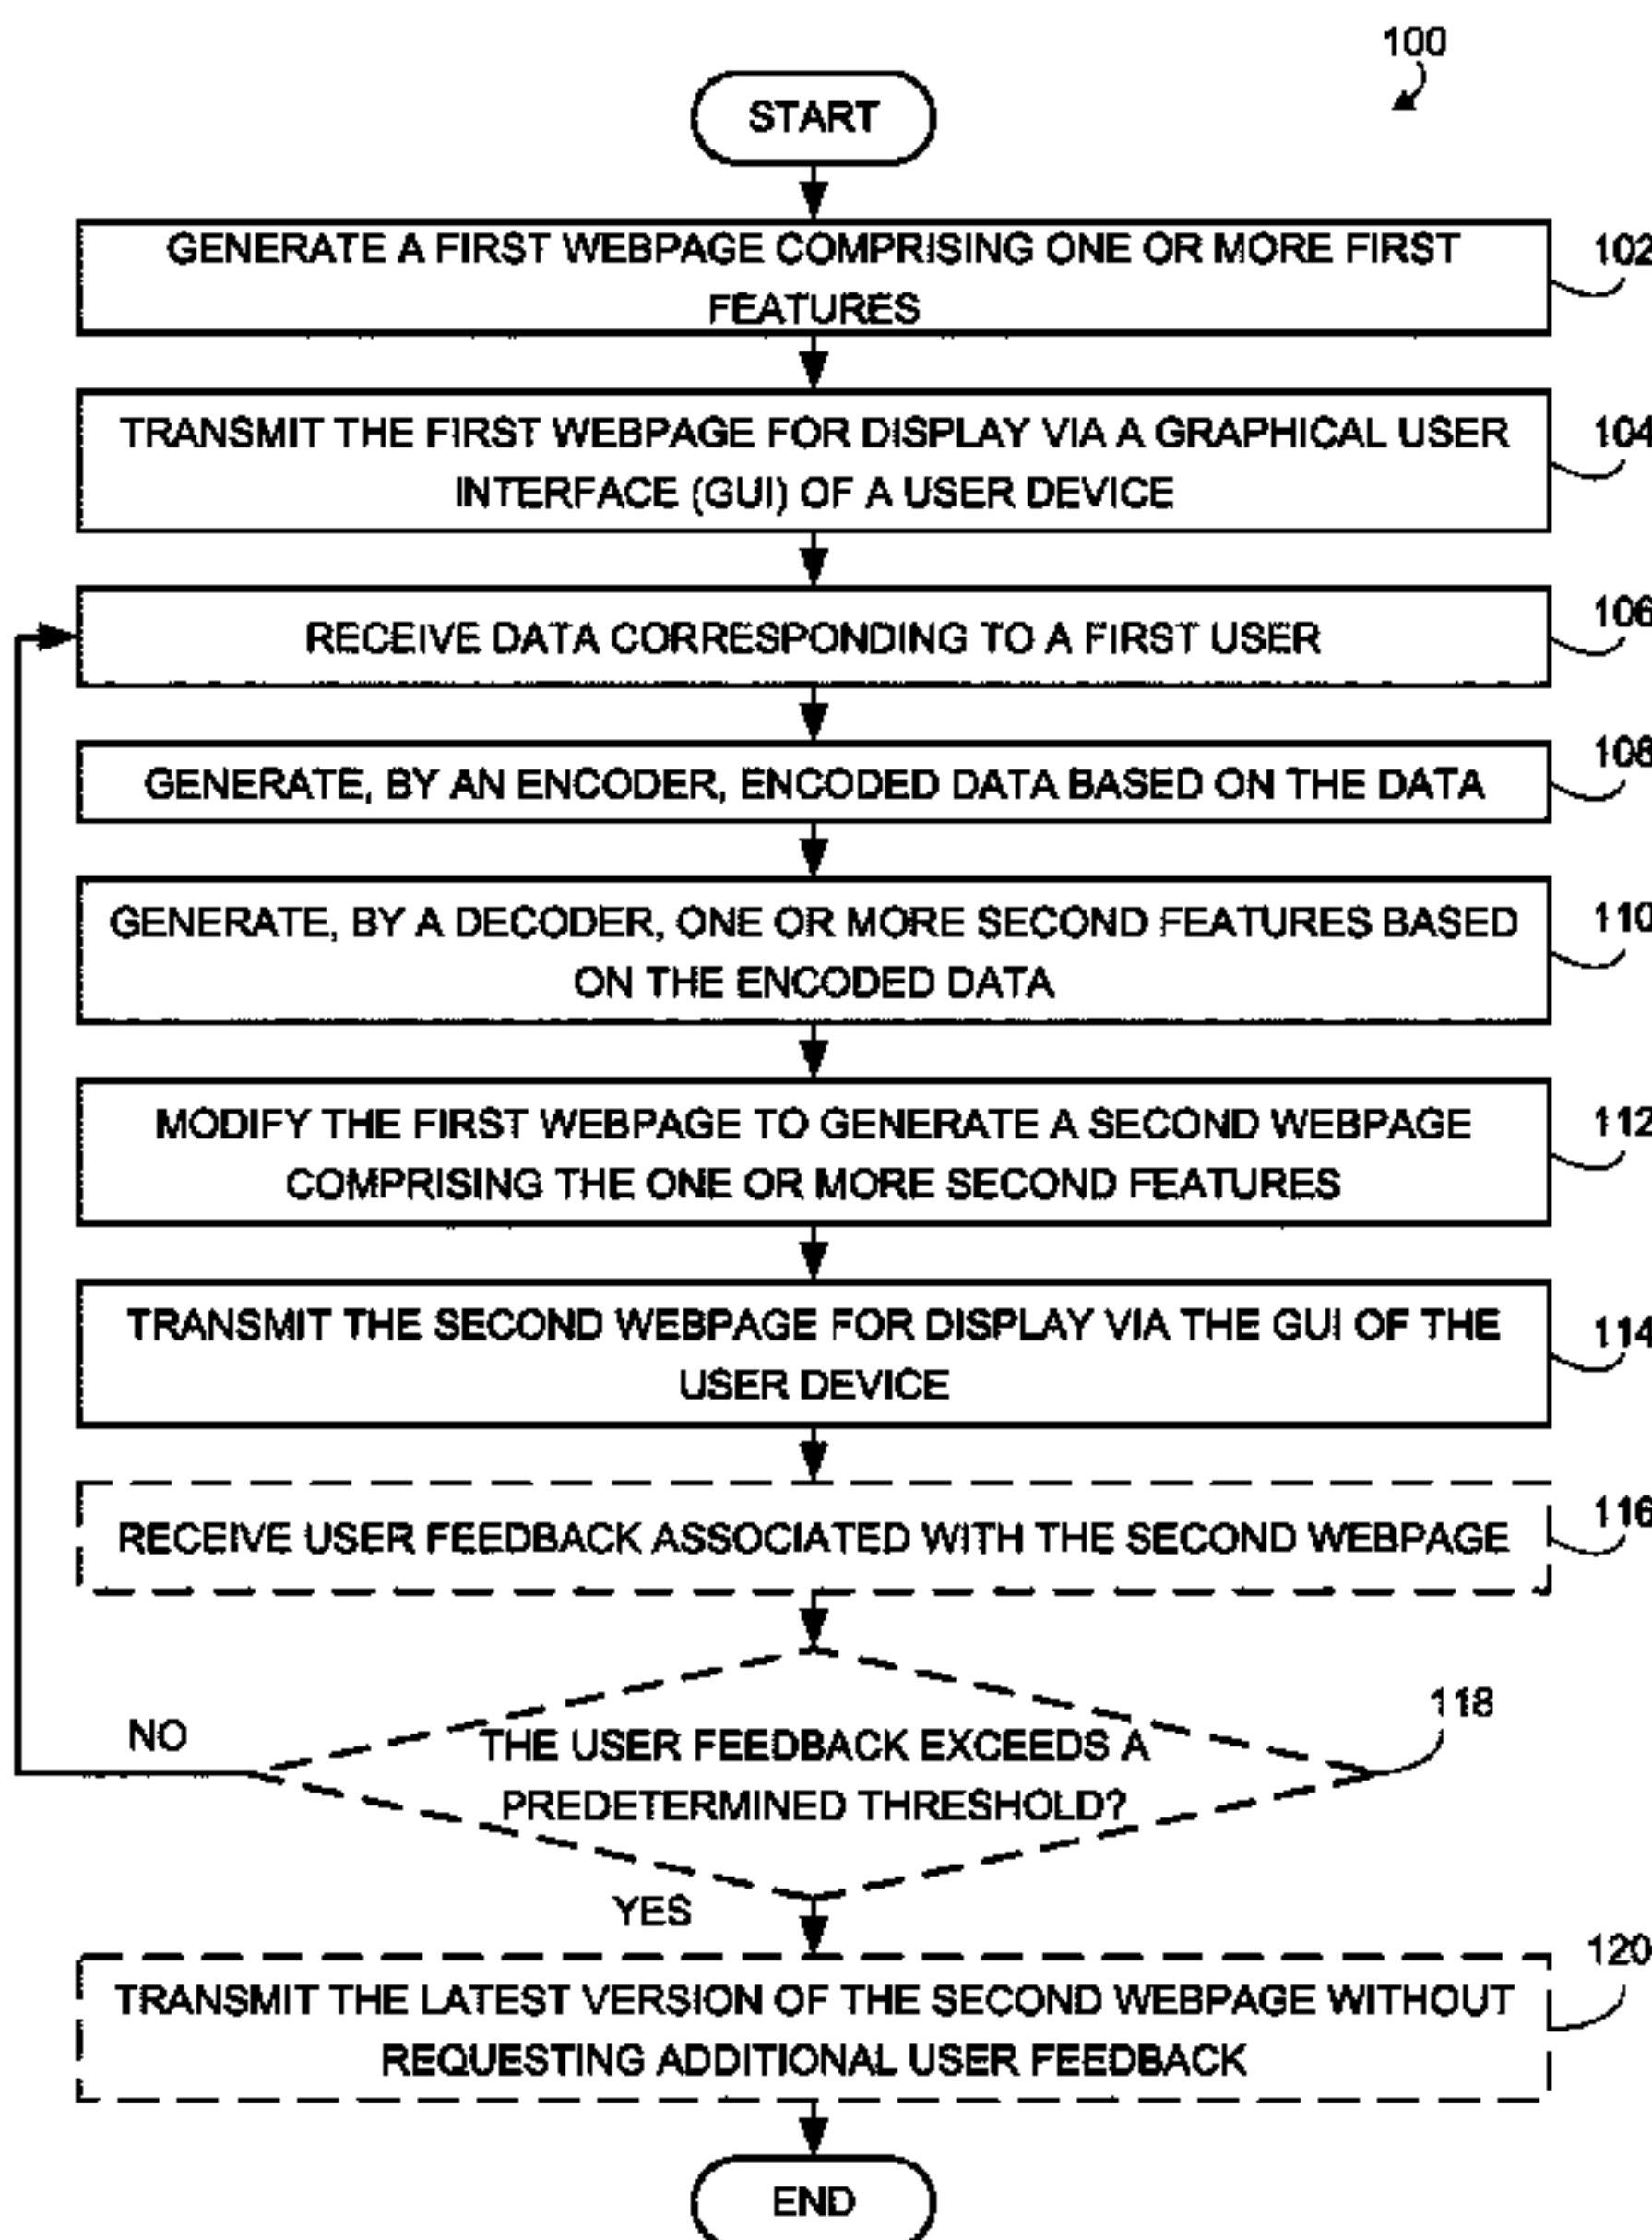 100
START
GENERATE A FIRST WEBPAGE COMPRISING ONE OR MORE FIRST
FEATURES
102
TRANSMIT THE FIRST WEBPAGE FOR DISPLAY VIA A GRAPHICAL USER
INTERFACE (GUI) OF A USER DEVICE
104
RECEIVE DATA CORRESPONDING TO A FIRST USER
106
GENERATE, BY AN ENCODER, ENCODED DATA BASED ON THE DATA
108
GENERATE, BY A DECODER, ONE OR MORE SECOND FEATURES BASED
ON THE ENCODED DATA
110
MODIFY THE FIRST WEBPAGE TO GENERATE A SECOND WEBPAGE
COMPRISING THE ONE OR MORE SECOND FEATURES
112
TRANSMIT THE SECOND WEBPAGE FOR DISPLAY VIA THE GUI OF THE
USER DEVICE
114
RECEIVE USER FEEDBACK ASSOCIATED WITH THE SECOND WEBPAGE
116
118
NO
THE USER FEEDBACK EXCEEDS A
PREDETERMINED THRESHOLD?
YES
TRANSMIT THE LATEST VERSION OF THE SECOND WEBPAGE WITHOUT
REQUESTING ADDITIONAL USER FEEDBACK
120
END